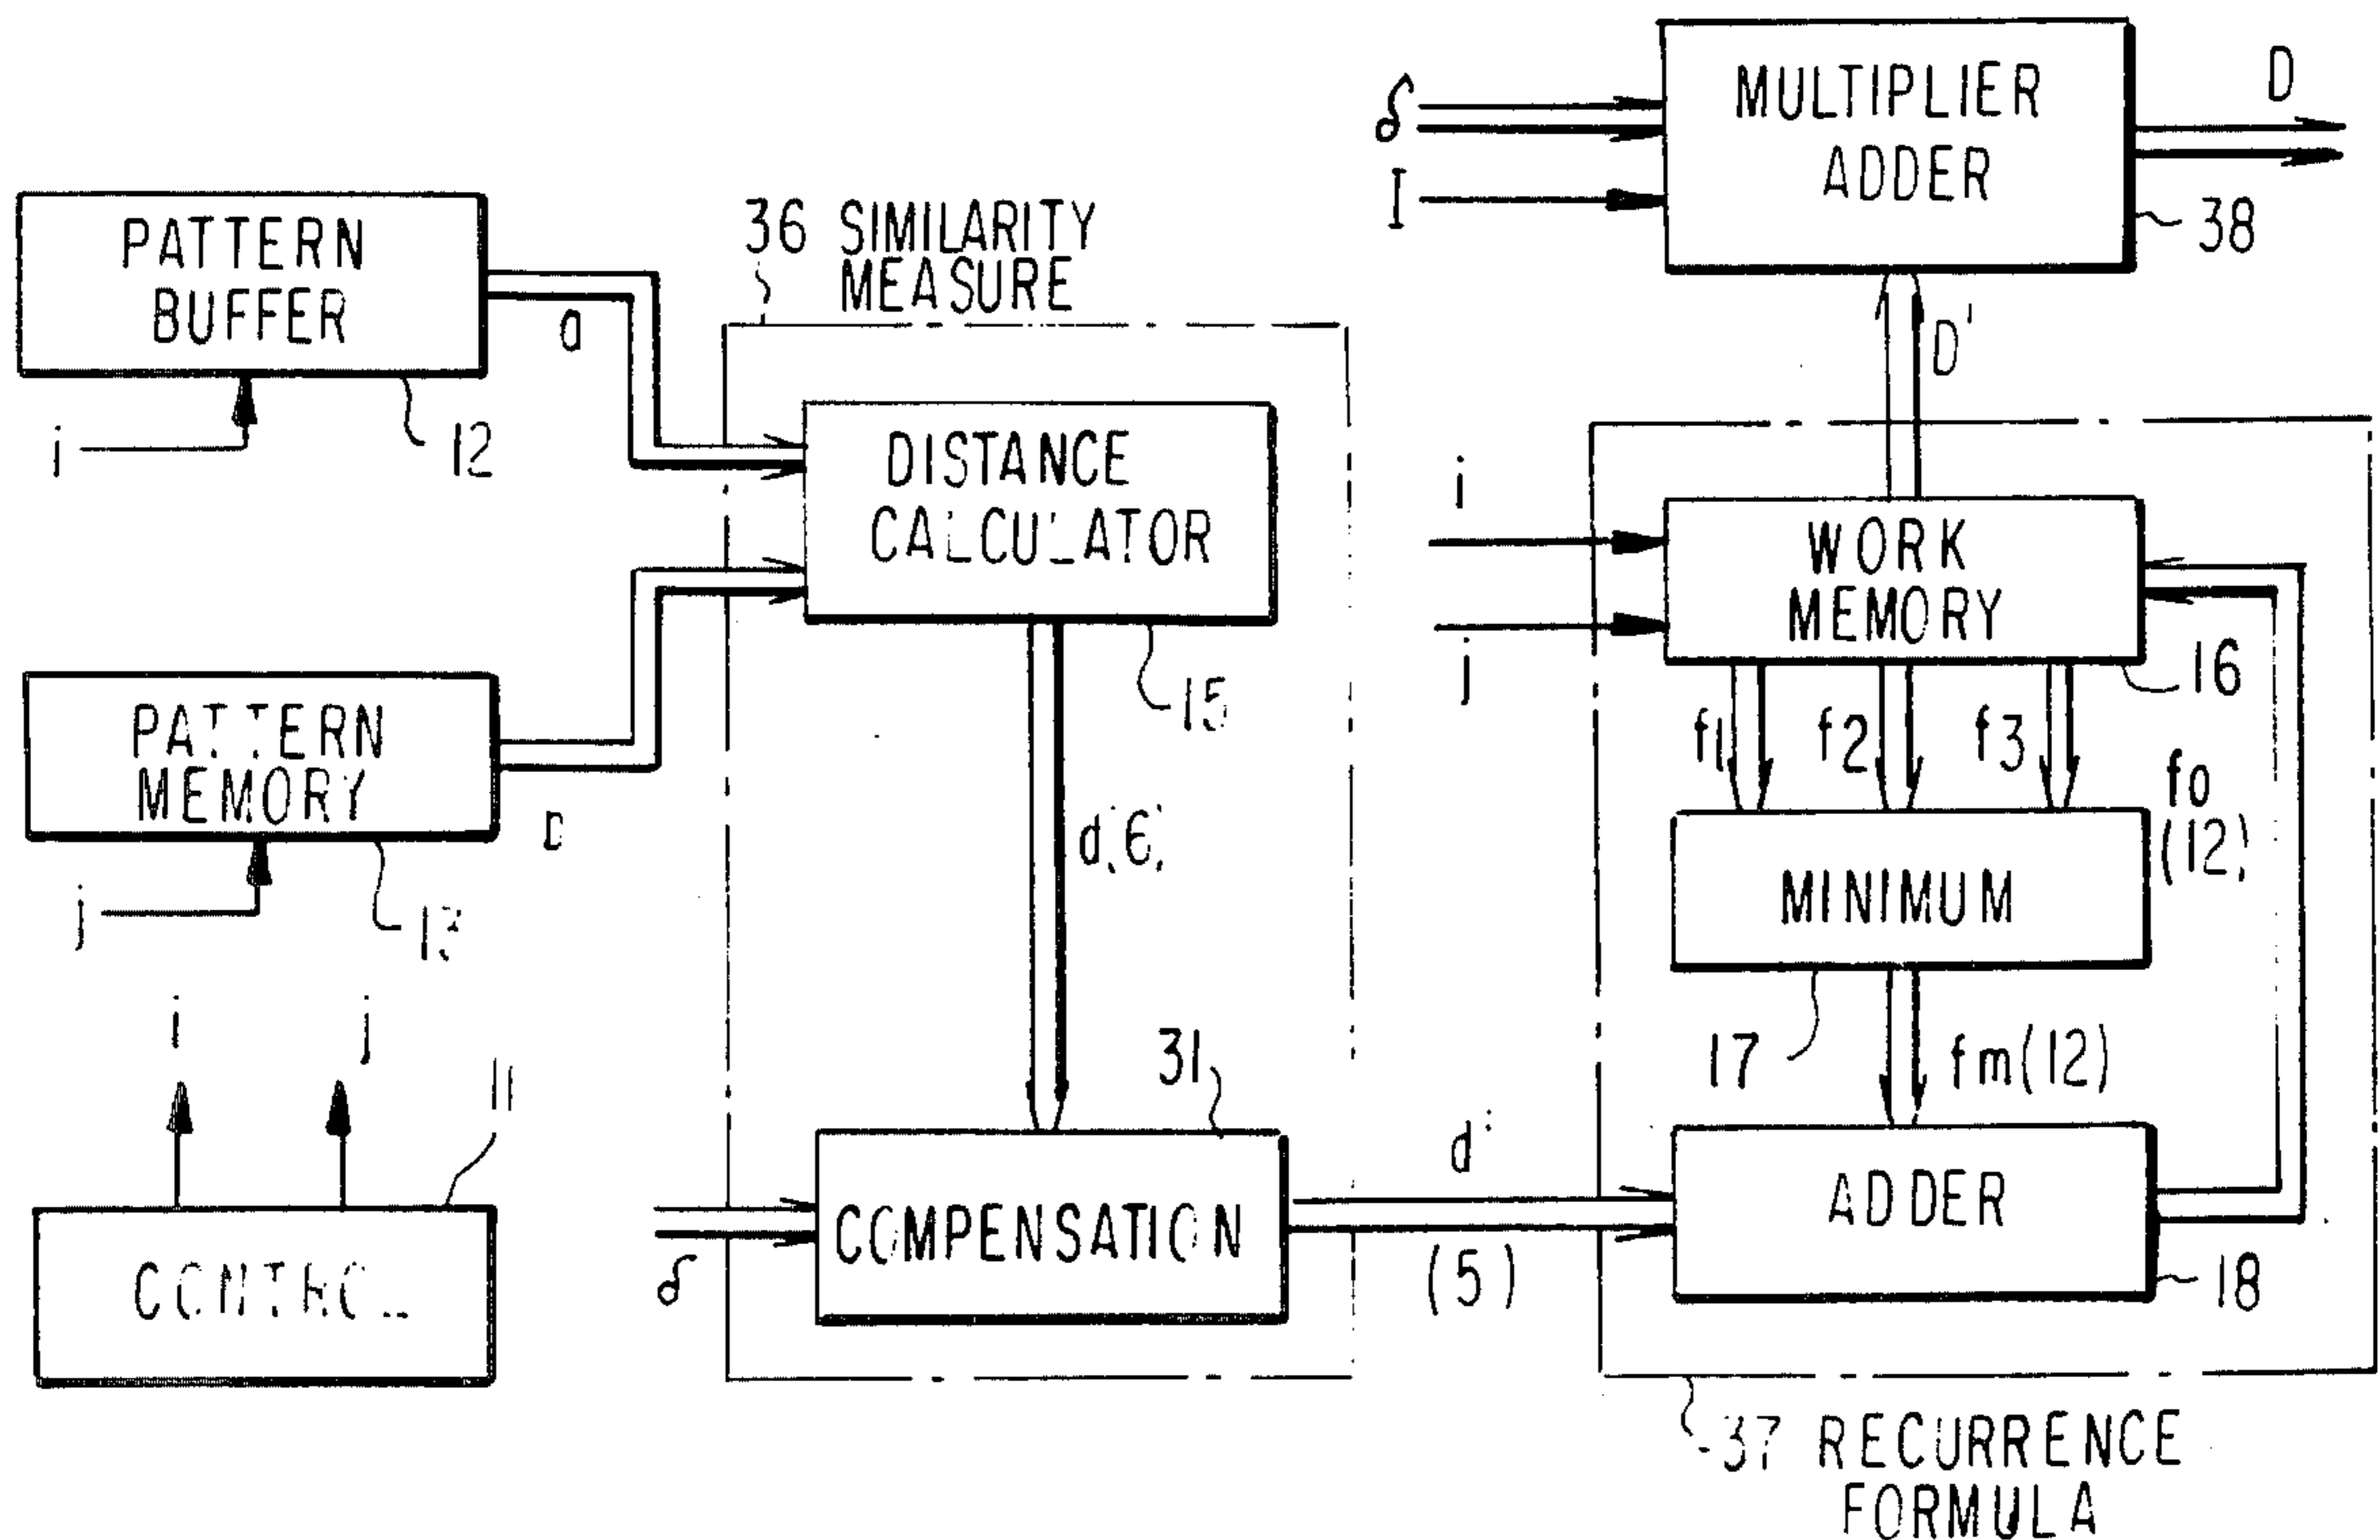 PATTERN
BUFFER
12
i
a
PATTERN
MEMORY
13
j
i
j
11
CONTROL
36 SIMILARITY
MEASURE
DISTANCE
CALCULATOR
15
d(6)
31
COMPENSATION
δ
d'
(5)
δ
I
MULTIPLIER
ADDER
D
38
D'
i
j
WORK
MEMORY
16
f1
f2
f3
fo
(12)
MINIMUM
17
fm(12)
ADDER
18
37 RECURRENCE
FORMULA